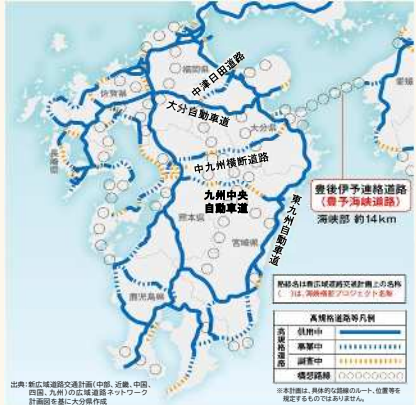 福岡県
中津日田道路
佐賀県
大分自動車道
大分県
愛媛
長崎県
中九州横断道路
豊後伊予連絡道路
(豊予海峡道路)
海峡部 約14km
九州中央
自動車道
熊本県
東九州自動車道
宮崎県
鹿児島県
路線名は新広域道路交通計画上の名称
( )は、海峡横断プロジェクト名称
高規格道路等凡例
高規格道路
供用中
事業中
調査中
構想路線
出典:新広域道路交通計画(中部、近畿、中国、
四国、九州)の広域道路ネットワーク
計画図を基に大分県作成
※本計画は、具体的な路線のルート、位置等を
規定するものではありません。